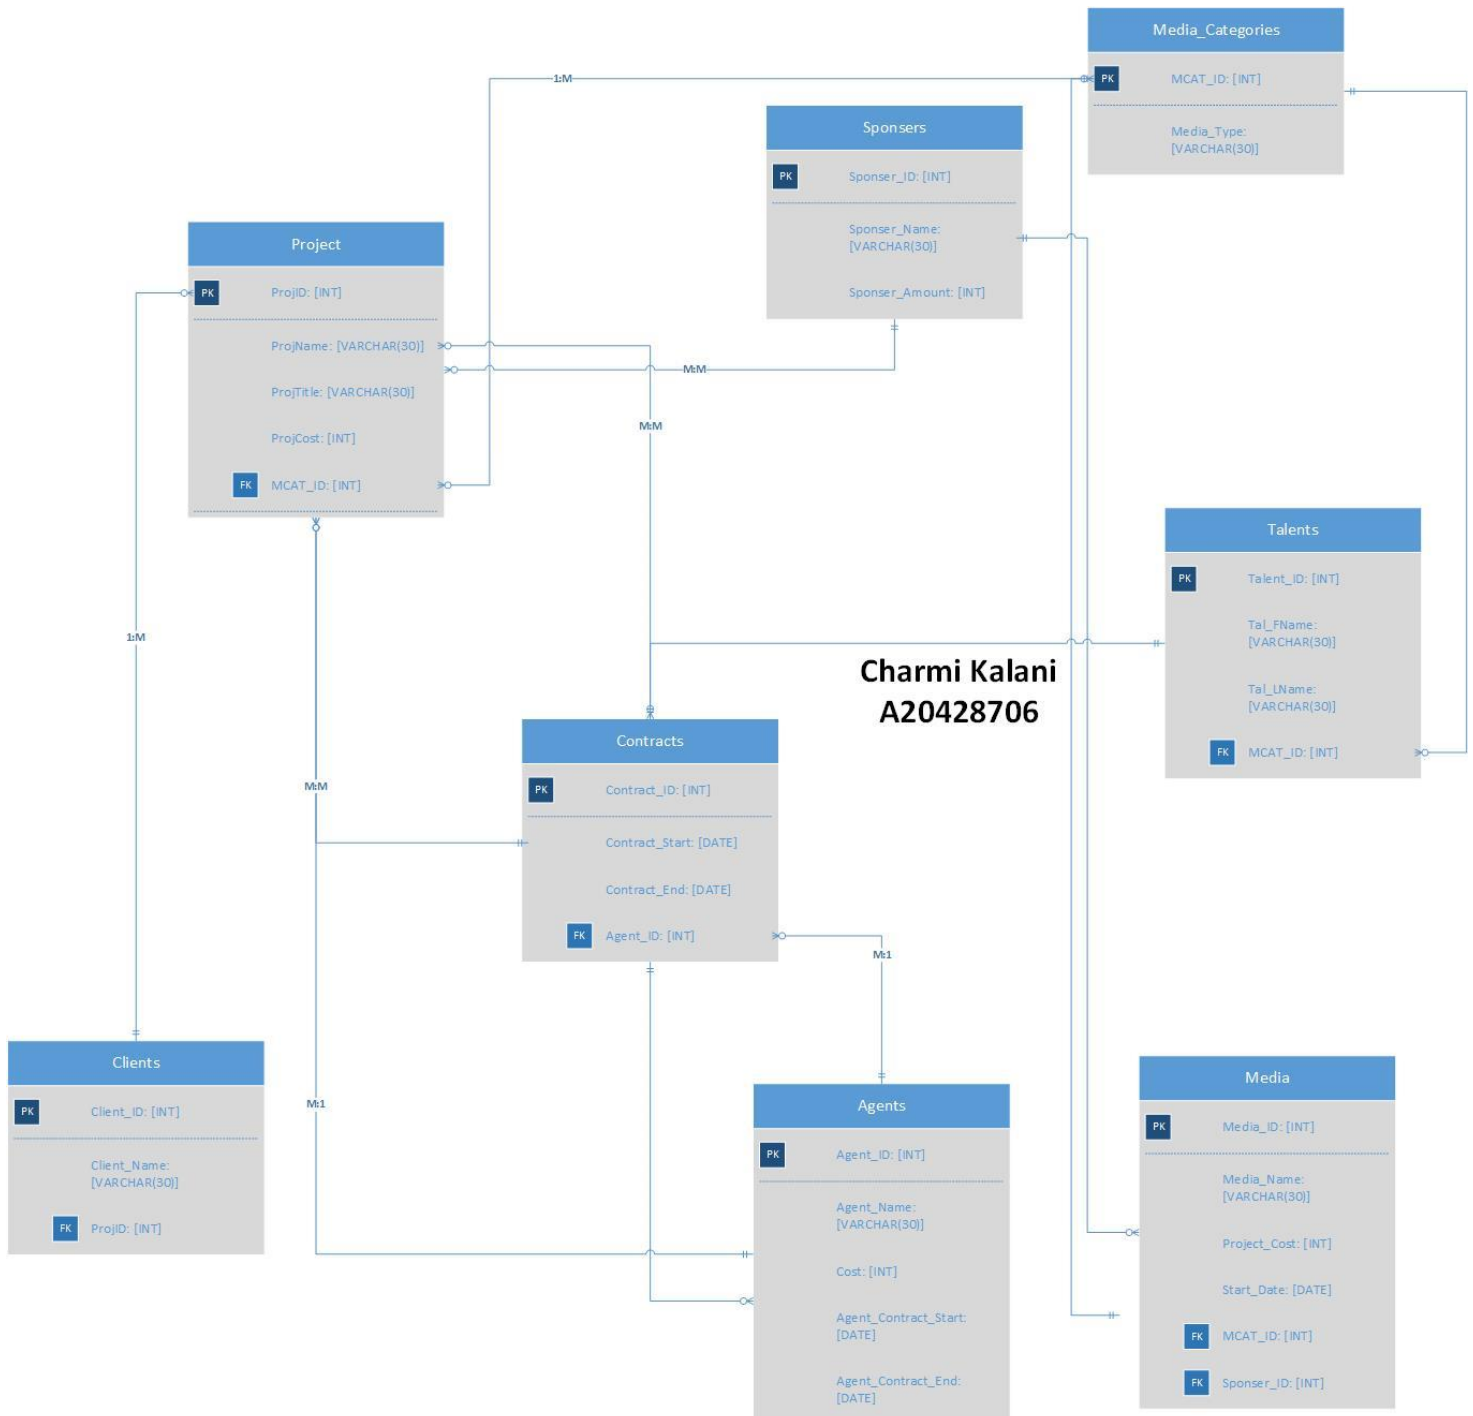 Media_Categories
PK
MCAT_ID: [INT]
Media_Type:
[VARCHAR(30)]
1:M
Sponsers
PK
Sponser_ID: [INT]
Sponser_Name:
[VARCHAR(30)]
Sponser_Amount: [INT]
Project
PK
ProjID: [INT]
ProjName: [VARCHAR(30)]
ProjTitle: [VARCHAR(30)]
ProjCost: [INT]
FK
MCAT_ID: [INT]
M:M
M:M
Talents
PK
Talent_ID: [INT]
Tal_FName:
[VARCHAR(30)]
Tal_LName:
[VARCHAR(30)]
FK
MCAT_ID: [INT]
1:M
Charmi Kalani
A20428706
Contracts
PK
Contract_ID: [INT]
Contract_Start: [DATE]
Contract_End: [DATE]
FK
Agent_ID: [INT]
M:M
M:1
Clients
PK
Client_ID: [INT]
Client_Name:
[VARCHAR(30)]
FK
ProjID: [INT]
M:1
Agents
PK
Agent_ID: [INT]
Agent_Name:
[VARCHAR(30)]
Cost: [INT]
Agent_Contract_Start:
[DATE]
Agent_Contract_End:
[DATE]
Media
PK
Media_ID: [INT]
Media_Name:
[VARCHAR(30)]
Project_Cost: [INT]
Start_Date: [DATE]
FK
MCAT_ID: [INT]
FK
Sponser_ID: [INT]